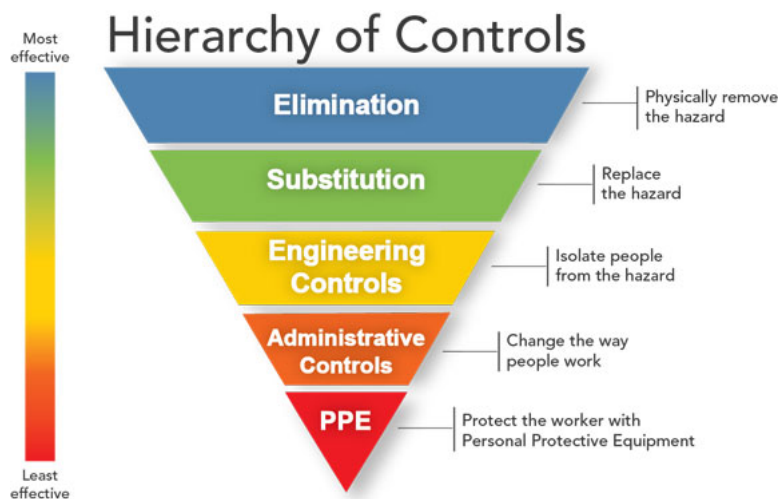 Hierarchy of Controls
Most
effective
Elimination
Physically remove
the hazard
Substitution
Replace
the hazard
Engineering
Controls
Isolate people
from the hazard
Administrative
Controls
Change the way
people work
PPE
Protect the worker with
Personal Protective Equipment
Least
effective